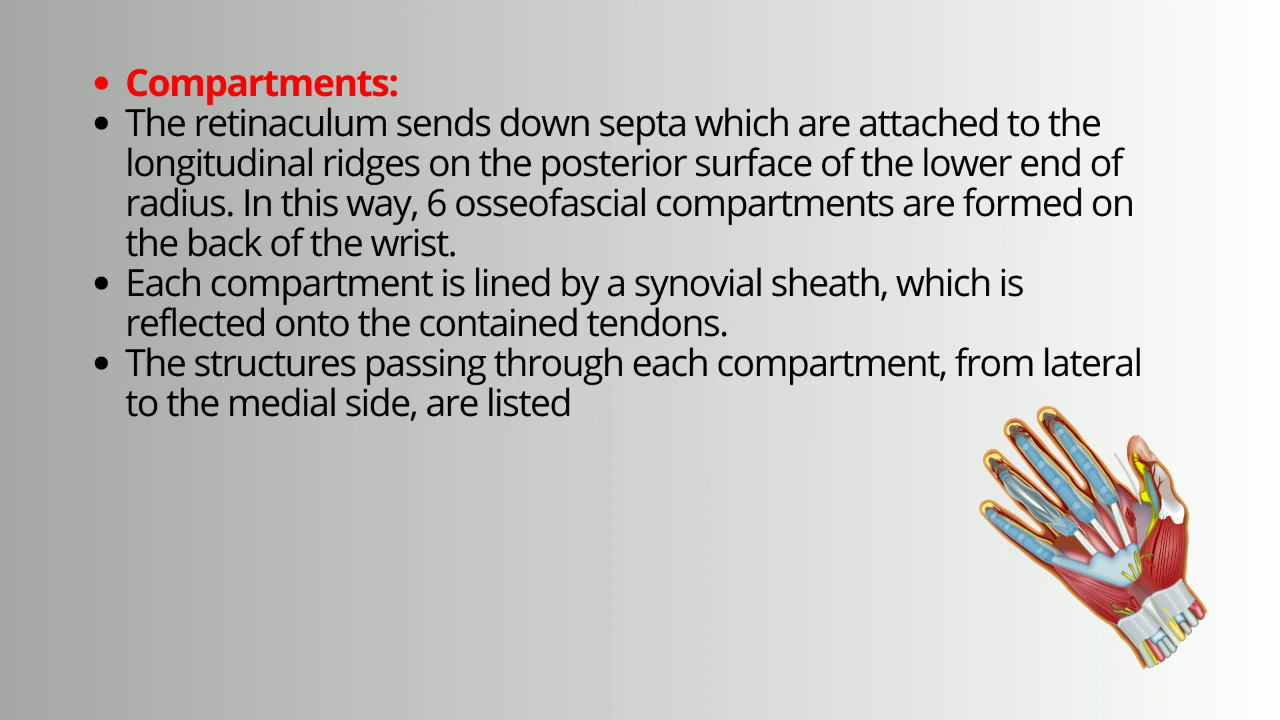 • Compartments:
• The retinaculum sends down septa which are attached to the
longitudinal ridges on the posterior surface of the lower end of
radius. In this way, 6 osseofascial compartments are formed on
the back of the wrist.
• Each compartment is lined by a synovial sheath, which is
reflected onto the contained tendons.
• The structures passing through each compartment, from lateral
to the medial side, are listed